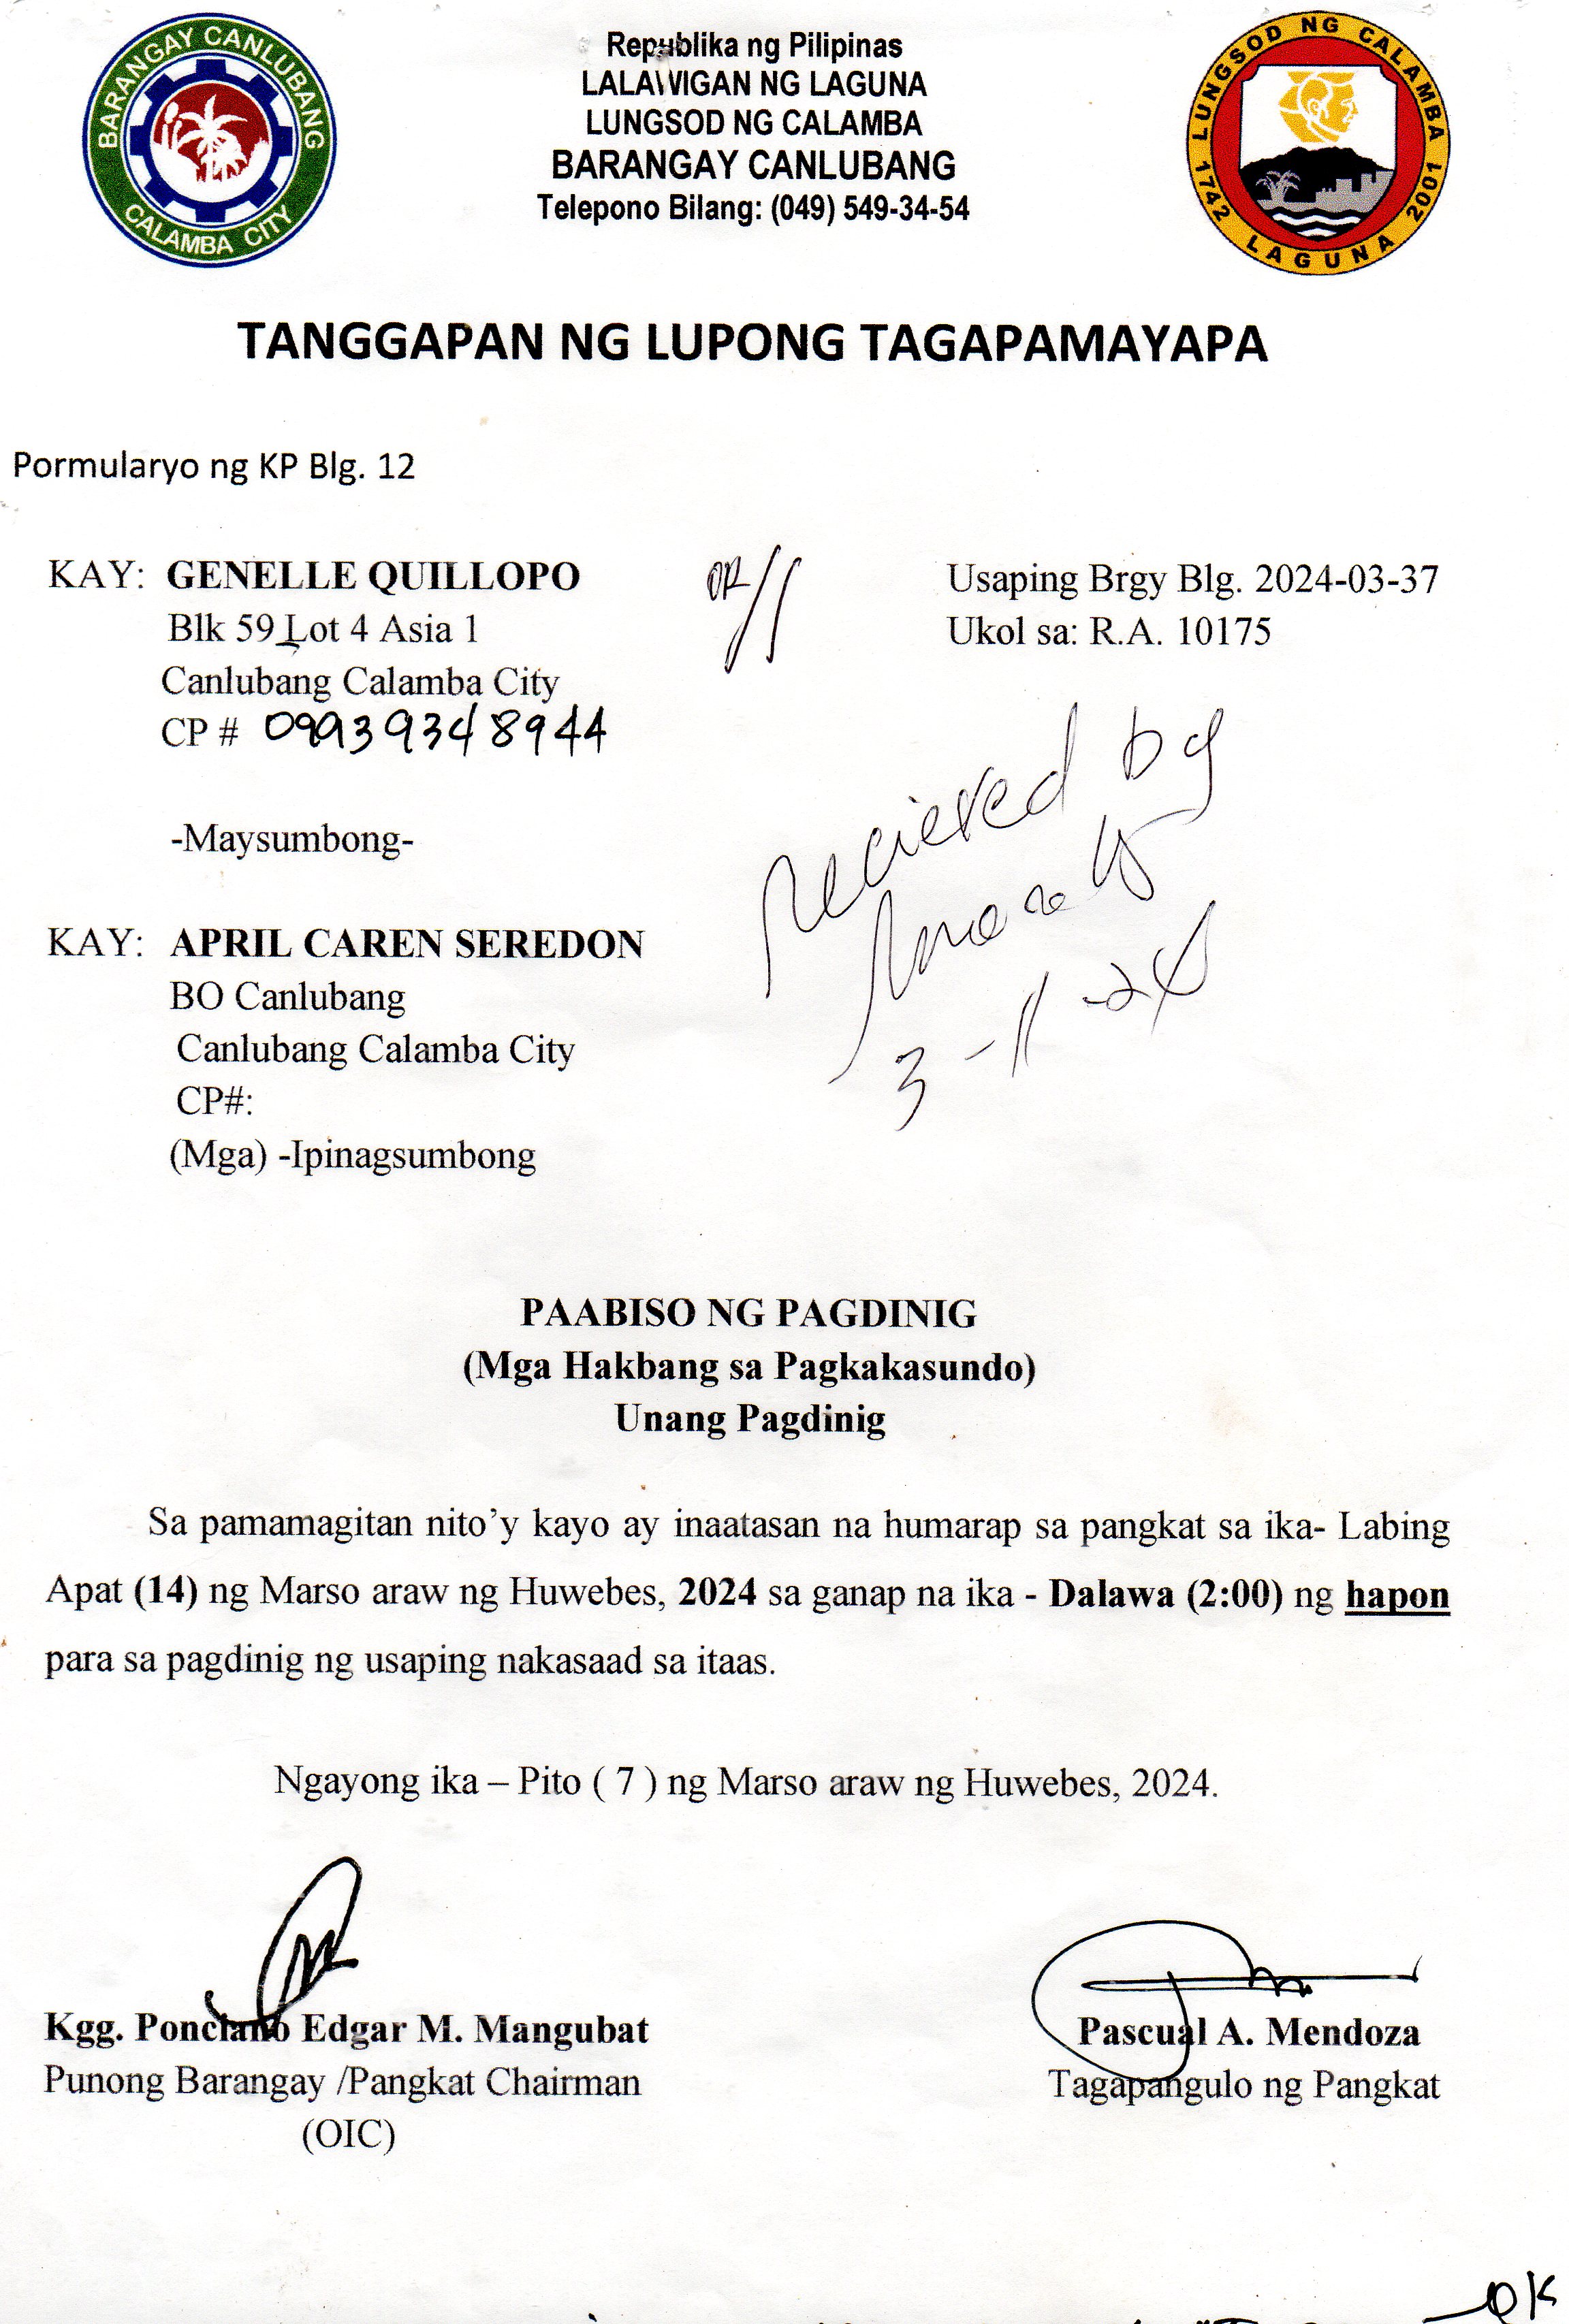 BARANGAY CANLUBANG
CALAMBA CITY
Republika ng Pilipinas
LALAWIGAN NG LAGUNA
LUNGSOD NG CALAMBA
BARANGAY CANLUBANG
Telepono Bilang: (049) 549-34-54
LUNGSOD NG CALAMBA
1742 LAGUNA 2001
TANGGAPAN NG LUPONG TAGAPAMAYAPA
Pormularyo ng KP Blg. 12
KAY: GENELLE QUILLOPO
Blk 59 Lot 4 Asia 1
Canlubang Calamba City
CP # 09939348944
-Maysumbong-
Usaping Brgy Blg. 2024-03-37
Ukol sa: R.A. 10175
recieved by
3-11-24
KAY: APRIL CAREN SEREDON
BO Canlubang
Canlubang Calamba City
CP#:
(Mga) -Ipinagsumbong
PAABISO NG PAGDINIG
(Mga Hakbang sa Pagkakasundo)
Unang Pagdinig
Sa pamamagitan nito'y kayo ay inaatasan na humarap sa pangkat sa ika- Labing
Apat (14) ng Marso araw ng Huwebes, 2024 sa ganap na ika - Dalawa (2:00) ng hapon
para sa pagdinig ng usaping nakasaad sa itaas.
Ngayong ika – Pito ( 7 ) ng Marso araw ng Huwebes, 2024.
Kgg. Ponciano Edgar M. Mangubat
Punong Barangay /Pangkat Chairman
(OIC)
Pascual A. Mendoza
Tagapangulo ng Pangkat